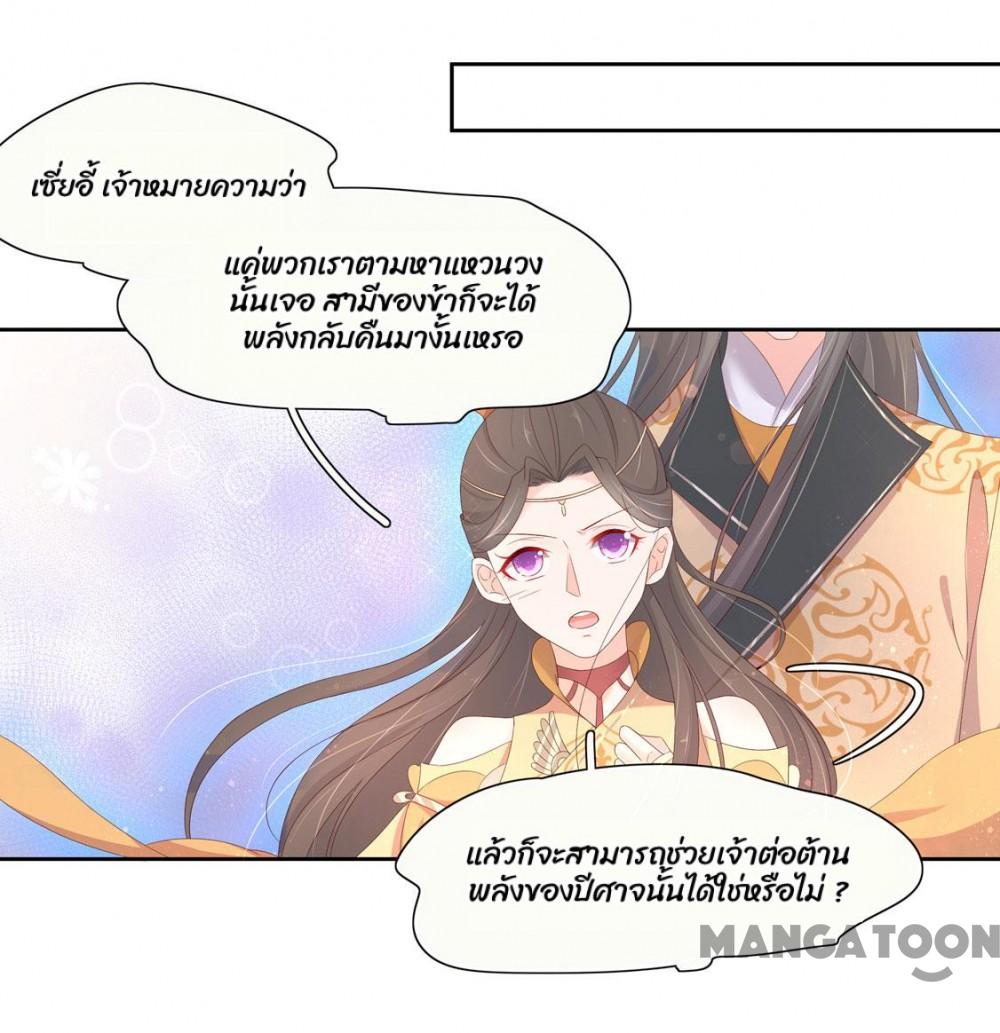 เซี่ยอี้ เจ้าหมายความว่า
แค่พวกเราตามหาแหวนวง
นั้นเจอ สามีของข้าก็จะได้
พลังกลับคืนมางั้นเหรอ
แล้วก็จะสามารถช่วยเจ้าต่อต้าน
พลังของปีศาจนั้นได้ใช่หรือไม่ ?
MANGATOON